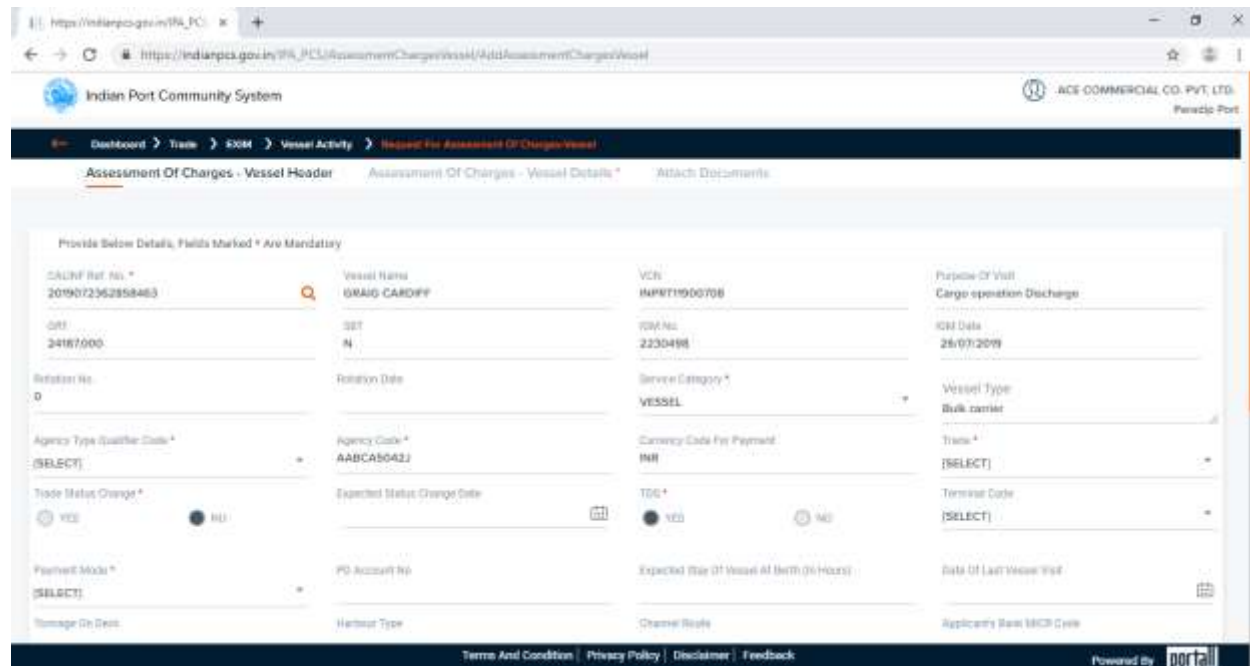 https://indianpcs.gov.in/IPA_PC
https://indianpcs.gov.in/IPA_PCS/AssessmentChargesVessel/AddAssessmentChargesVessel
Indian Port Community System
ACE COMMERCIAL CO. PVT. LTD.
Paradip Port
Dashboard > Trade > EXIM > Vessel Activity > Request For Assessment Of Charges-Vessel
Assessment Of Charges - Vessel Header Assessment Of Charges - Vessel Details * Attach Documents
Provide Below Details, Fields Marked * Are Mandatory
CALINF Ref. No. * Vessel Name VCN Purpose Of Visit
2019072362858463 GRAIG CARDIFF Cargo operation Discharge
GRT IGM No. IGM Date
24187.000 N 2230498
Rotation No. Rotation Date Service Category * Vessel Type
0 VESSEL Bulk carrier
Agency Type Qualifier Code * Agency Code * Currency Code For Payment Trade *
[SELECT] AABCA5042J INR [SELECT]
Trade Status Change * Expected Status Change Date TDS * Terminal Code
YES NO YES NO [SELECT]
Payment Mode * PD Account No Expected Stay Of Vessel At Berth (In Hours) Date Of Last Vessel Visit
[SELECT]
Tonnage On Deck Harbour Type Channel Route Applicant's Bank MICR Code
Terms And Condition | Privacy Policy | Disclaimer | Feedback
Powered By portall